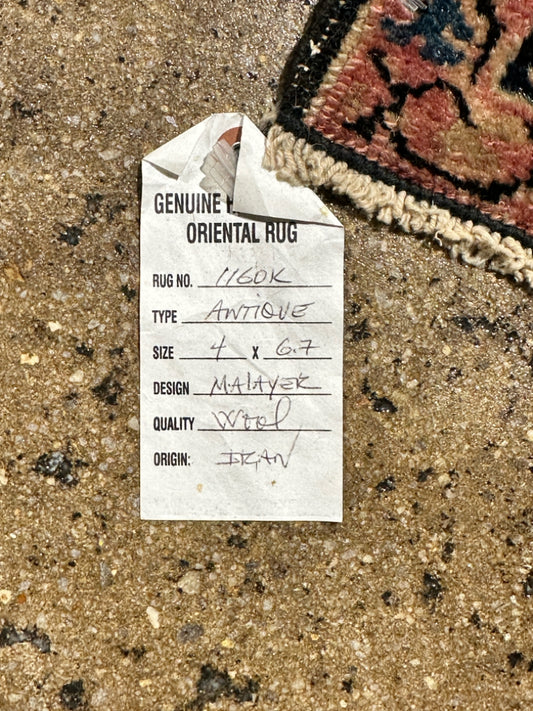 GENUINE
ORIENTAL RUG
RUG NO. 1160K
TYPE ANTIQUE
SIZE 4 X 6.7
DESIGN MALAYER
QUALITY Wool
ORIGIN: IRAN